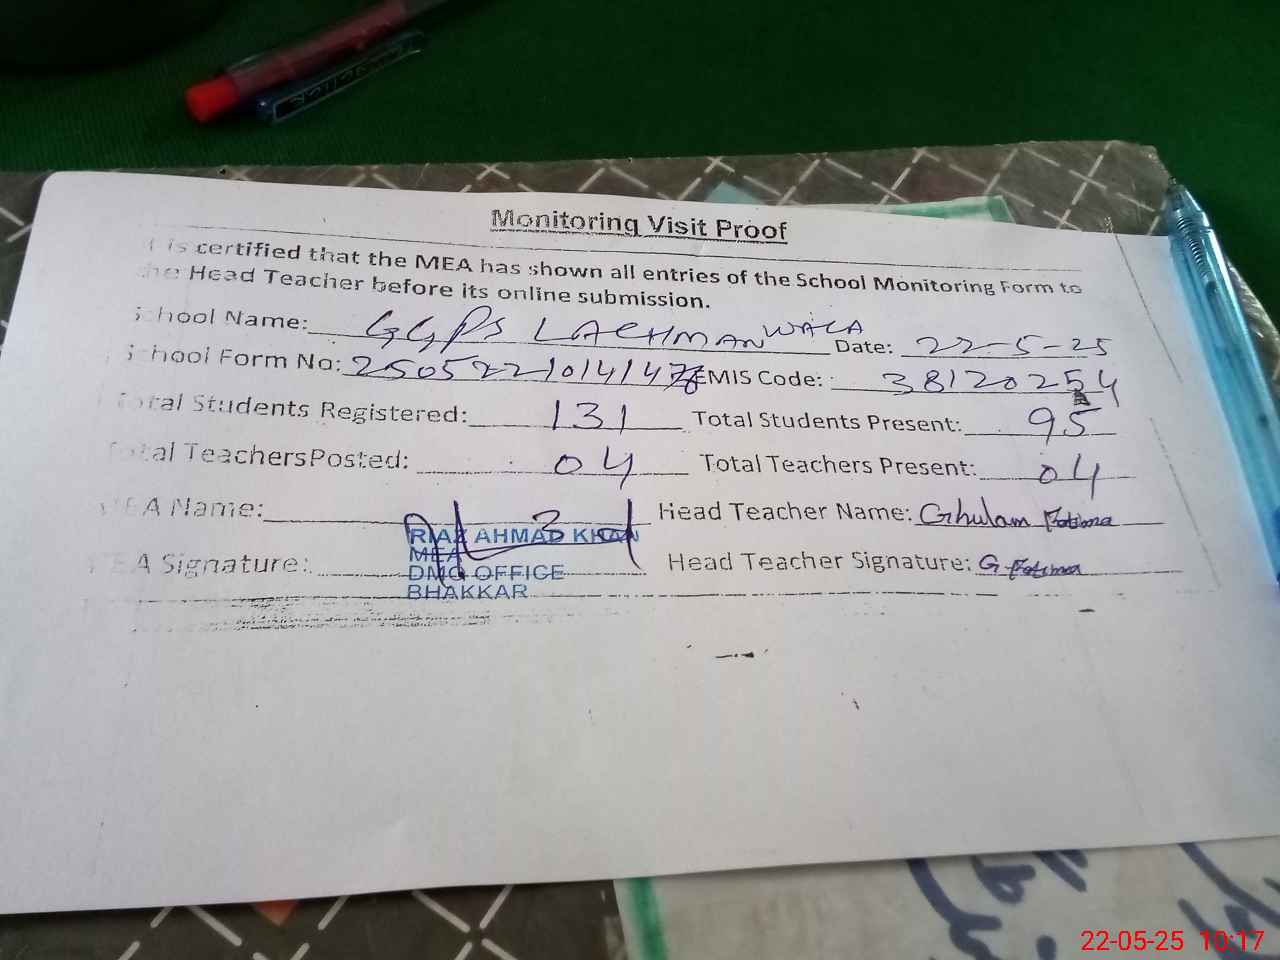 Monitoring Visit Proof
t is certified that the MEA has shown all entries of the School Monitoring Form to
he Head Teacher before its online submission.
School Name: GGPS LACHMANWALA Date: 22-5-25
School Form No: EMIS Code: 38120254
Total Students Registered: 131 Total Students Present: 95
Total Teachers Posted: 04 Total Teachers Present: 04
MEA Name: Head Teacher Name: Ghulam Fatima
RIAZ AHMAD KHAN
MEA
MEA Signature: Head Teacher Signature: G Fatima
DMO OFFICE
BHAKKAR
22-05-25 10:17